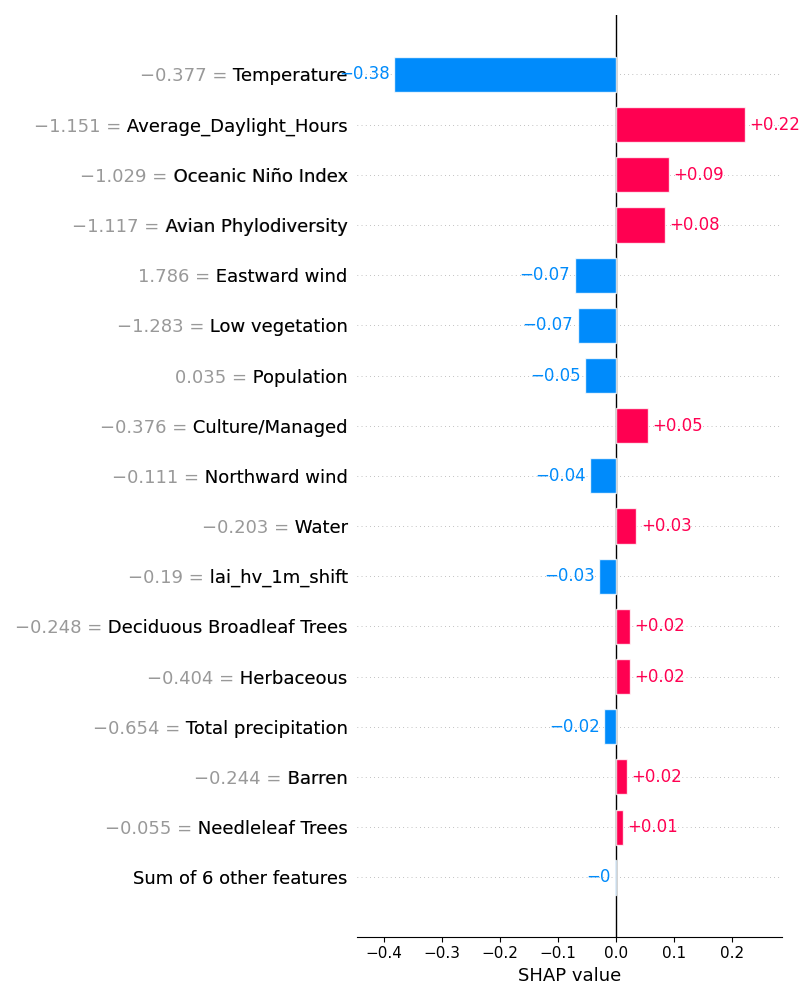 −0.377 = Temperature −0.38
−1.151 = Average_Daylight_Hours +0.22
−1.029 = Oceanic Niño Index +0.09
−1.117 = Avian Phylodiversity +0.08
1.786 = Eastward wind −0.07
−1.283 = Low vegetation −0.07
0.035 = Population −0.05
−0.376 = Culture/Managed +0.05
−0.111 = Northward wind −0.04
−0.203 = Water +0.03
−0.19 = lai_hv_1m_shift −0.03
−0.248 = Deciduous Broadleaf Trees +0.02
−0.404 = Herbaceous +0.02
−0.654 = Total precipitation −0.02
−0.244 = Barren +0.02
−0.055 = Needleleaf Trees +0.01
Sum of 6 other features −0
−0.4 −0.3 −0.2 −0.1 0.0 0.1 0.2
SHAP value